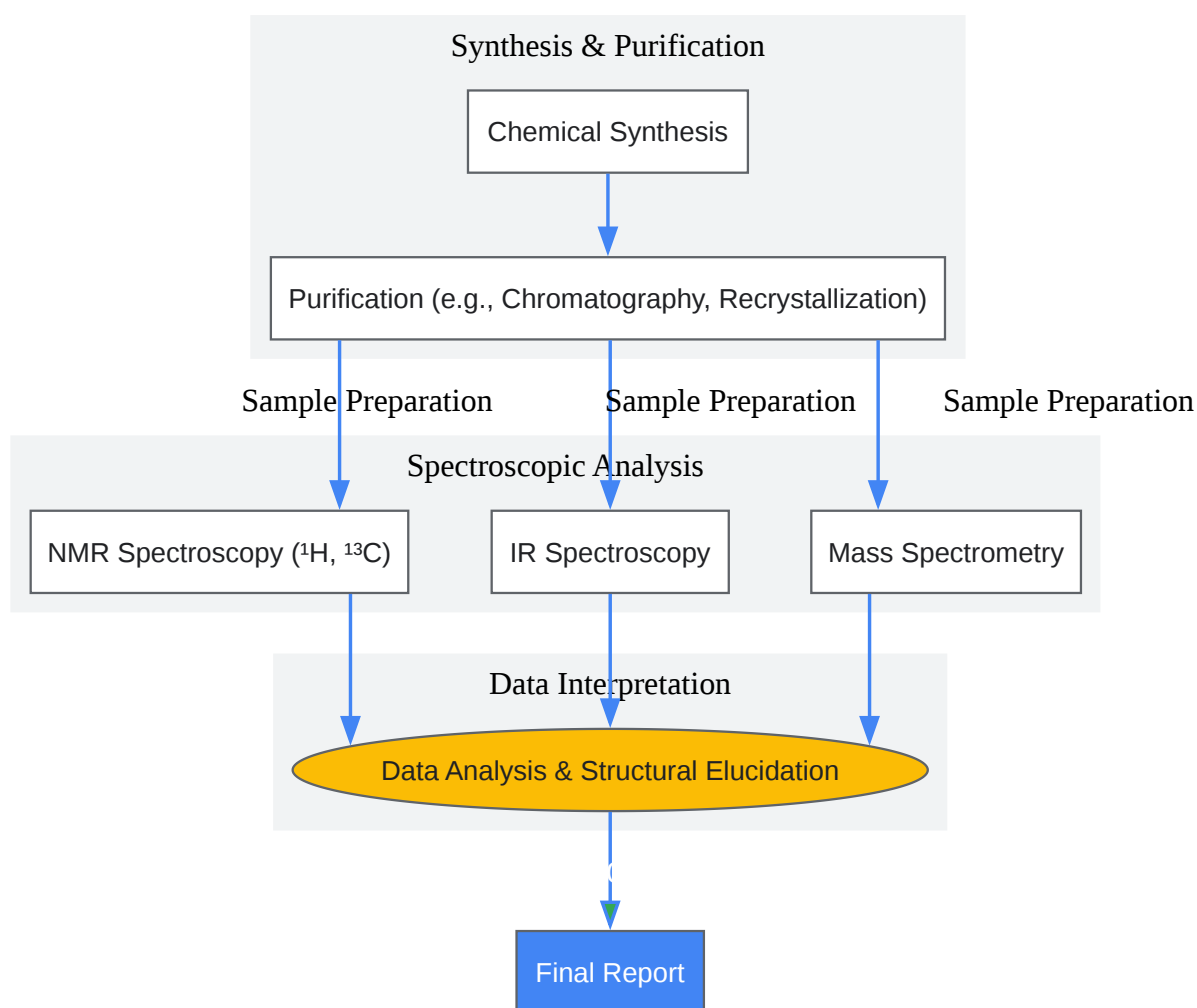 Synthesis & Purification
Chemical Synthesis
Purification (e.g., Chromatography, Recrystallization)
Sample Preparation
Sample Preparation
Sample Preparation
Spectroscopic Analysis
NMR Spectroscopy (¹H, ¹³C)
IR Spectroscopy
Mass Spectrometry
Data Interpretation
Data Analysis & Structural Elucidation
Final Report